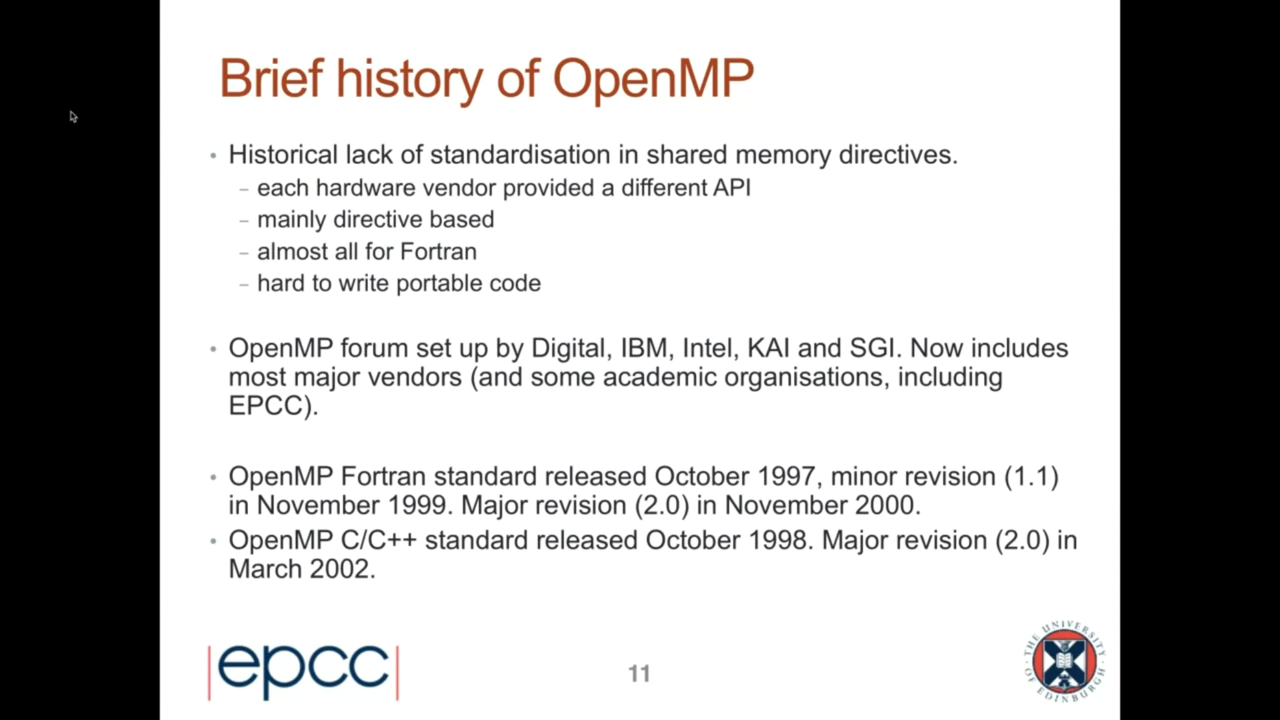 Brief history of OpenMP
• Historical lack of standardisation in shared memory directives.
– each hardware vendor provided a different API
– mainly directive based
– almost all for Fortran
– hard to write portable code
• OpenMP forum set up by Digital, IBM, Intel, KAI and SGI. Now includes
most major vendors (and some academic organisations, including
EPCC).
• OpenMP Fortran standard released October 1997, minor revision (1.1)
in November 1999. Major revision (2.0) in November 2000.
• OpenMP C/C++ standard released October 1998. Major revision (2.0) in
March 2002.
|epcc|
11
THE UNIVERSITY OF EDINBURGH